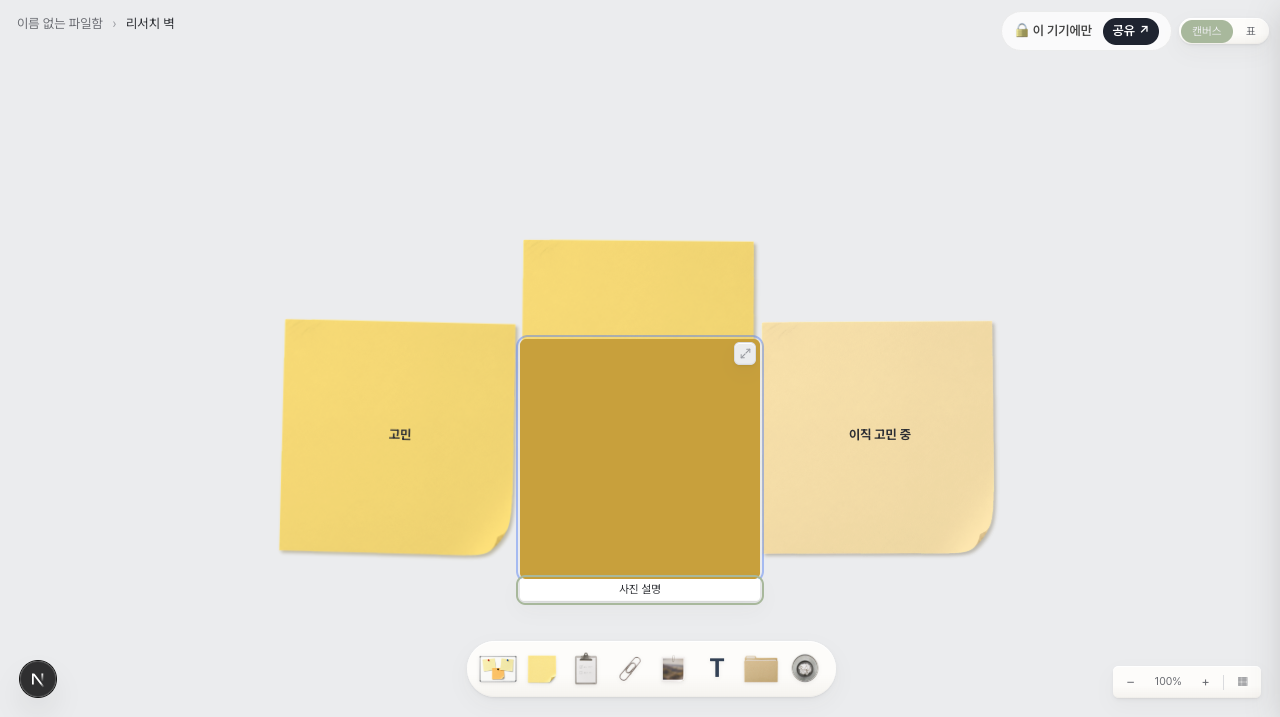 이름 없는 파일함 › 리서치 벽
이 기기에만
공유 ↗
캔버스
표
고민
이직 고민 중
사진 설명
T
N
− 100% +